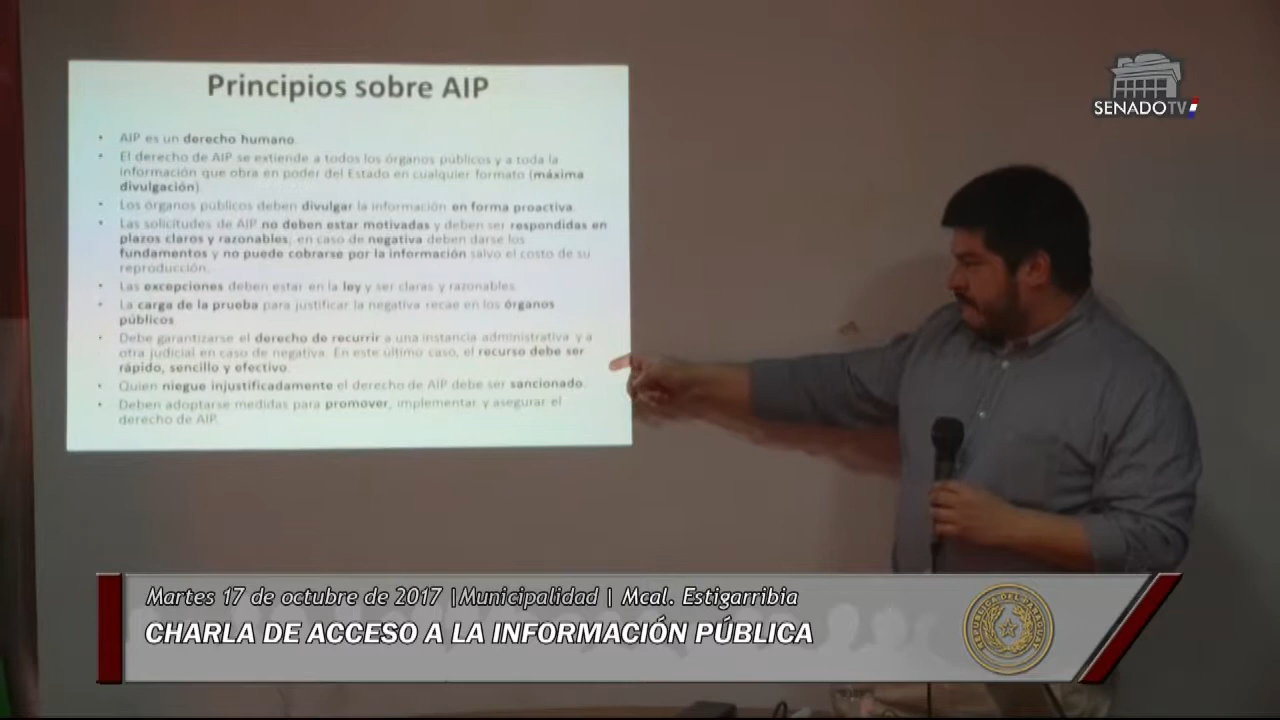 Principios sobre AIP
SENADOTV
• AIP es un derecho humano.
• El derecho de AIP se extiende a todos los órganos públicos y a toda la
información que obra en poder del Estado en cualquier formato (máxima
divulgación)
• Los órganos públicos deben divulgar la información en forma proactiva.
• Las solicitudes de AIP no deben estar motivadas y deben ser respondidas en
plazos claros y razonables; en caso de negativa deben darse los
fundamentos y no puede cobrarse por la información salvo el costo de su
reproducción.
• Las excepciones deben estar en la ley y ser claras y razonables.
• La carga de la prueba para justificar la negativa recae en los órganos
públicos
• Debe garantizarse el derecho de recurrir a una instancia administrativa y a
otra judicial en caso de negativa. En este último caso, el recurso debe ser
rápido, sencillo y efectivo.
• Quien niegue injustificadamente el derecho de AIP debe ser sancionado.
• Deben adoptarse medidas para promover, implementar y asegurar el
derecho de AIP.
Martes 17 de octubre de 2017 |Municipalidad | Mcal. Estigarribia
CHARLA DE ACCESO A LA INFORMACIÓN PÚBLICA
REPUBLICA DEL PARAGUAY